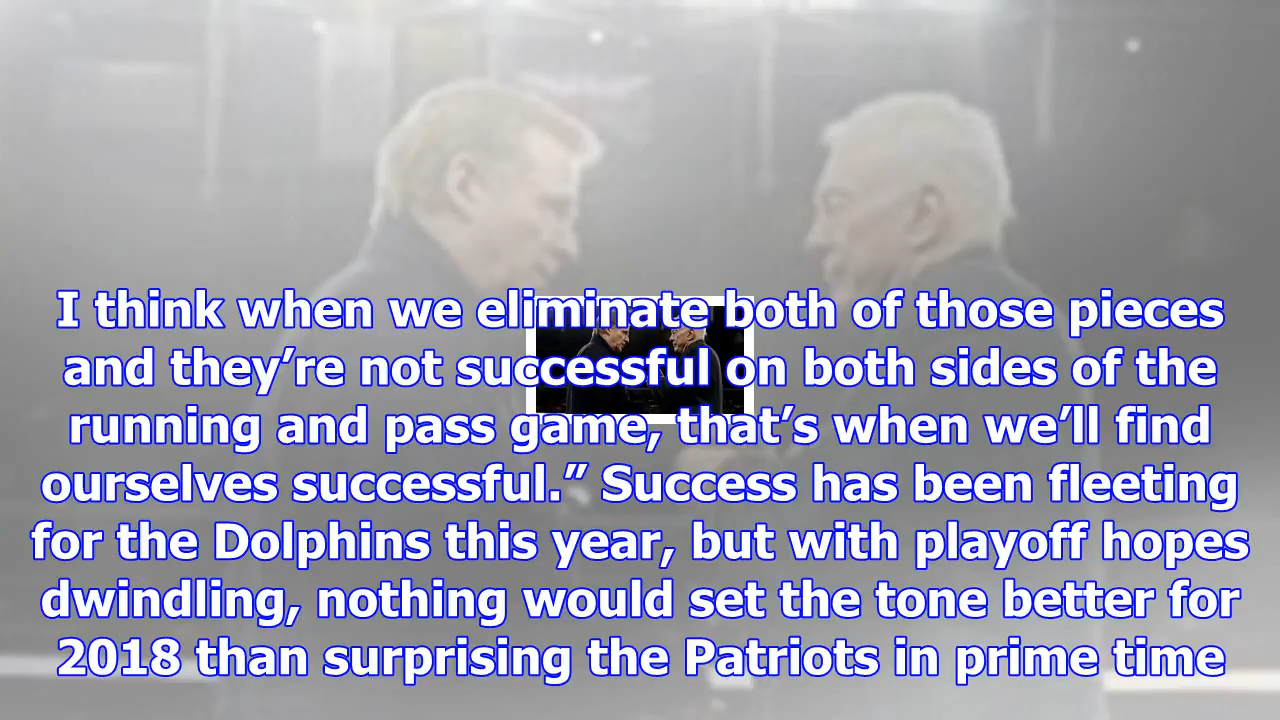 I think when we eliminate both of those pieces
and they’re not successful on both sides of the
running and pass game, that’s when we’ll find
ourselves successful.” Success has been fleeting
for the Dolphins this year, but with playoff hopes
dwindling, nothing would set the tone better for
2018 than surprising the Patriots in prime time